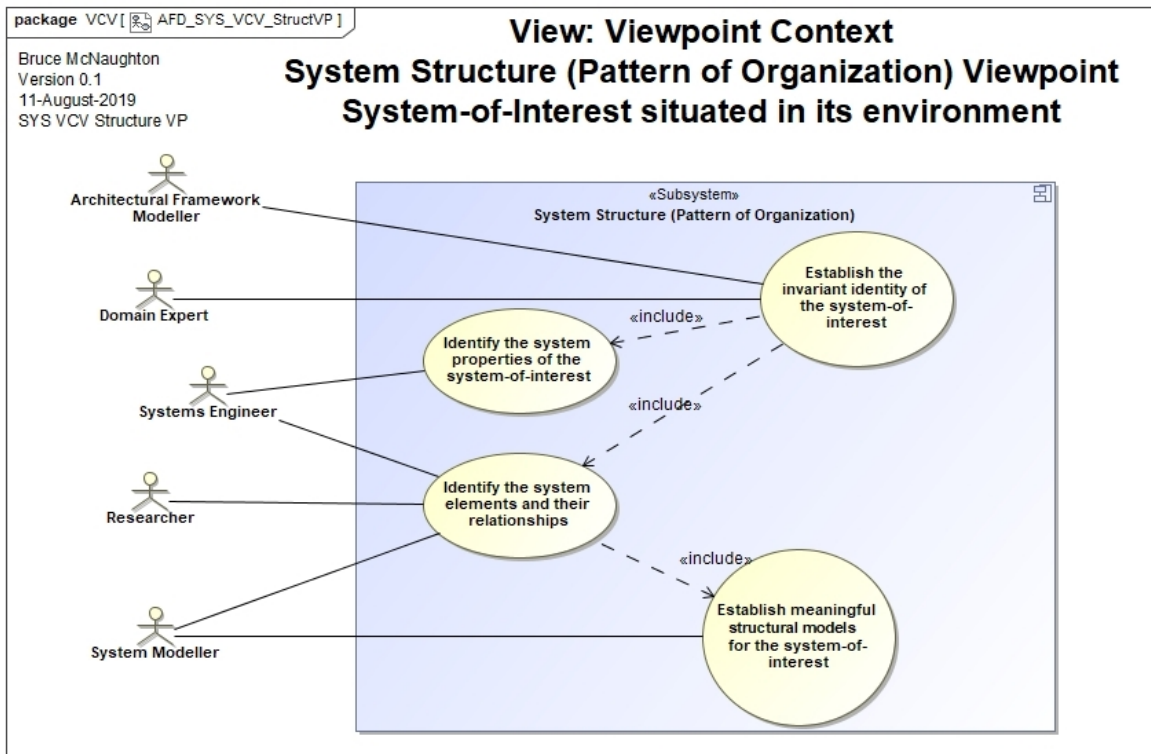 package VCV [ AFD_SYS_VCV_StructVP ]
View: Viewpoint Context
System Structure (Pattern of Organization) Viewpoint
System-of-Interest situated in its environment
Bruce McNaughton
Version 0.1
11-August-2019
SYS VCV Structure VP
Architectural Framework
Modeller
Domain Expert
Systems Engineer
Researcher
System Modeller
«Subsystem»
System Structure (Pattern of Organization)
Establish the
invariant identity of
the system-of-
interest
«include»
Identify the system
properties of the
system-of-interest
«include»
Identify the system
elements and their
relationships
«include»
Establish meaningful
structural models
for the system-of-
interest